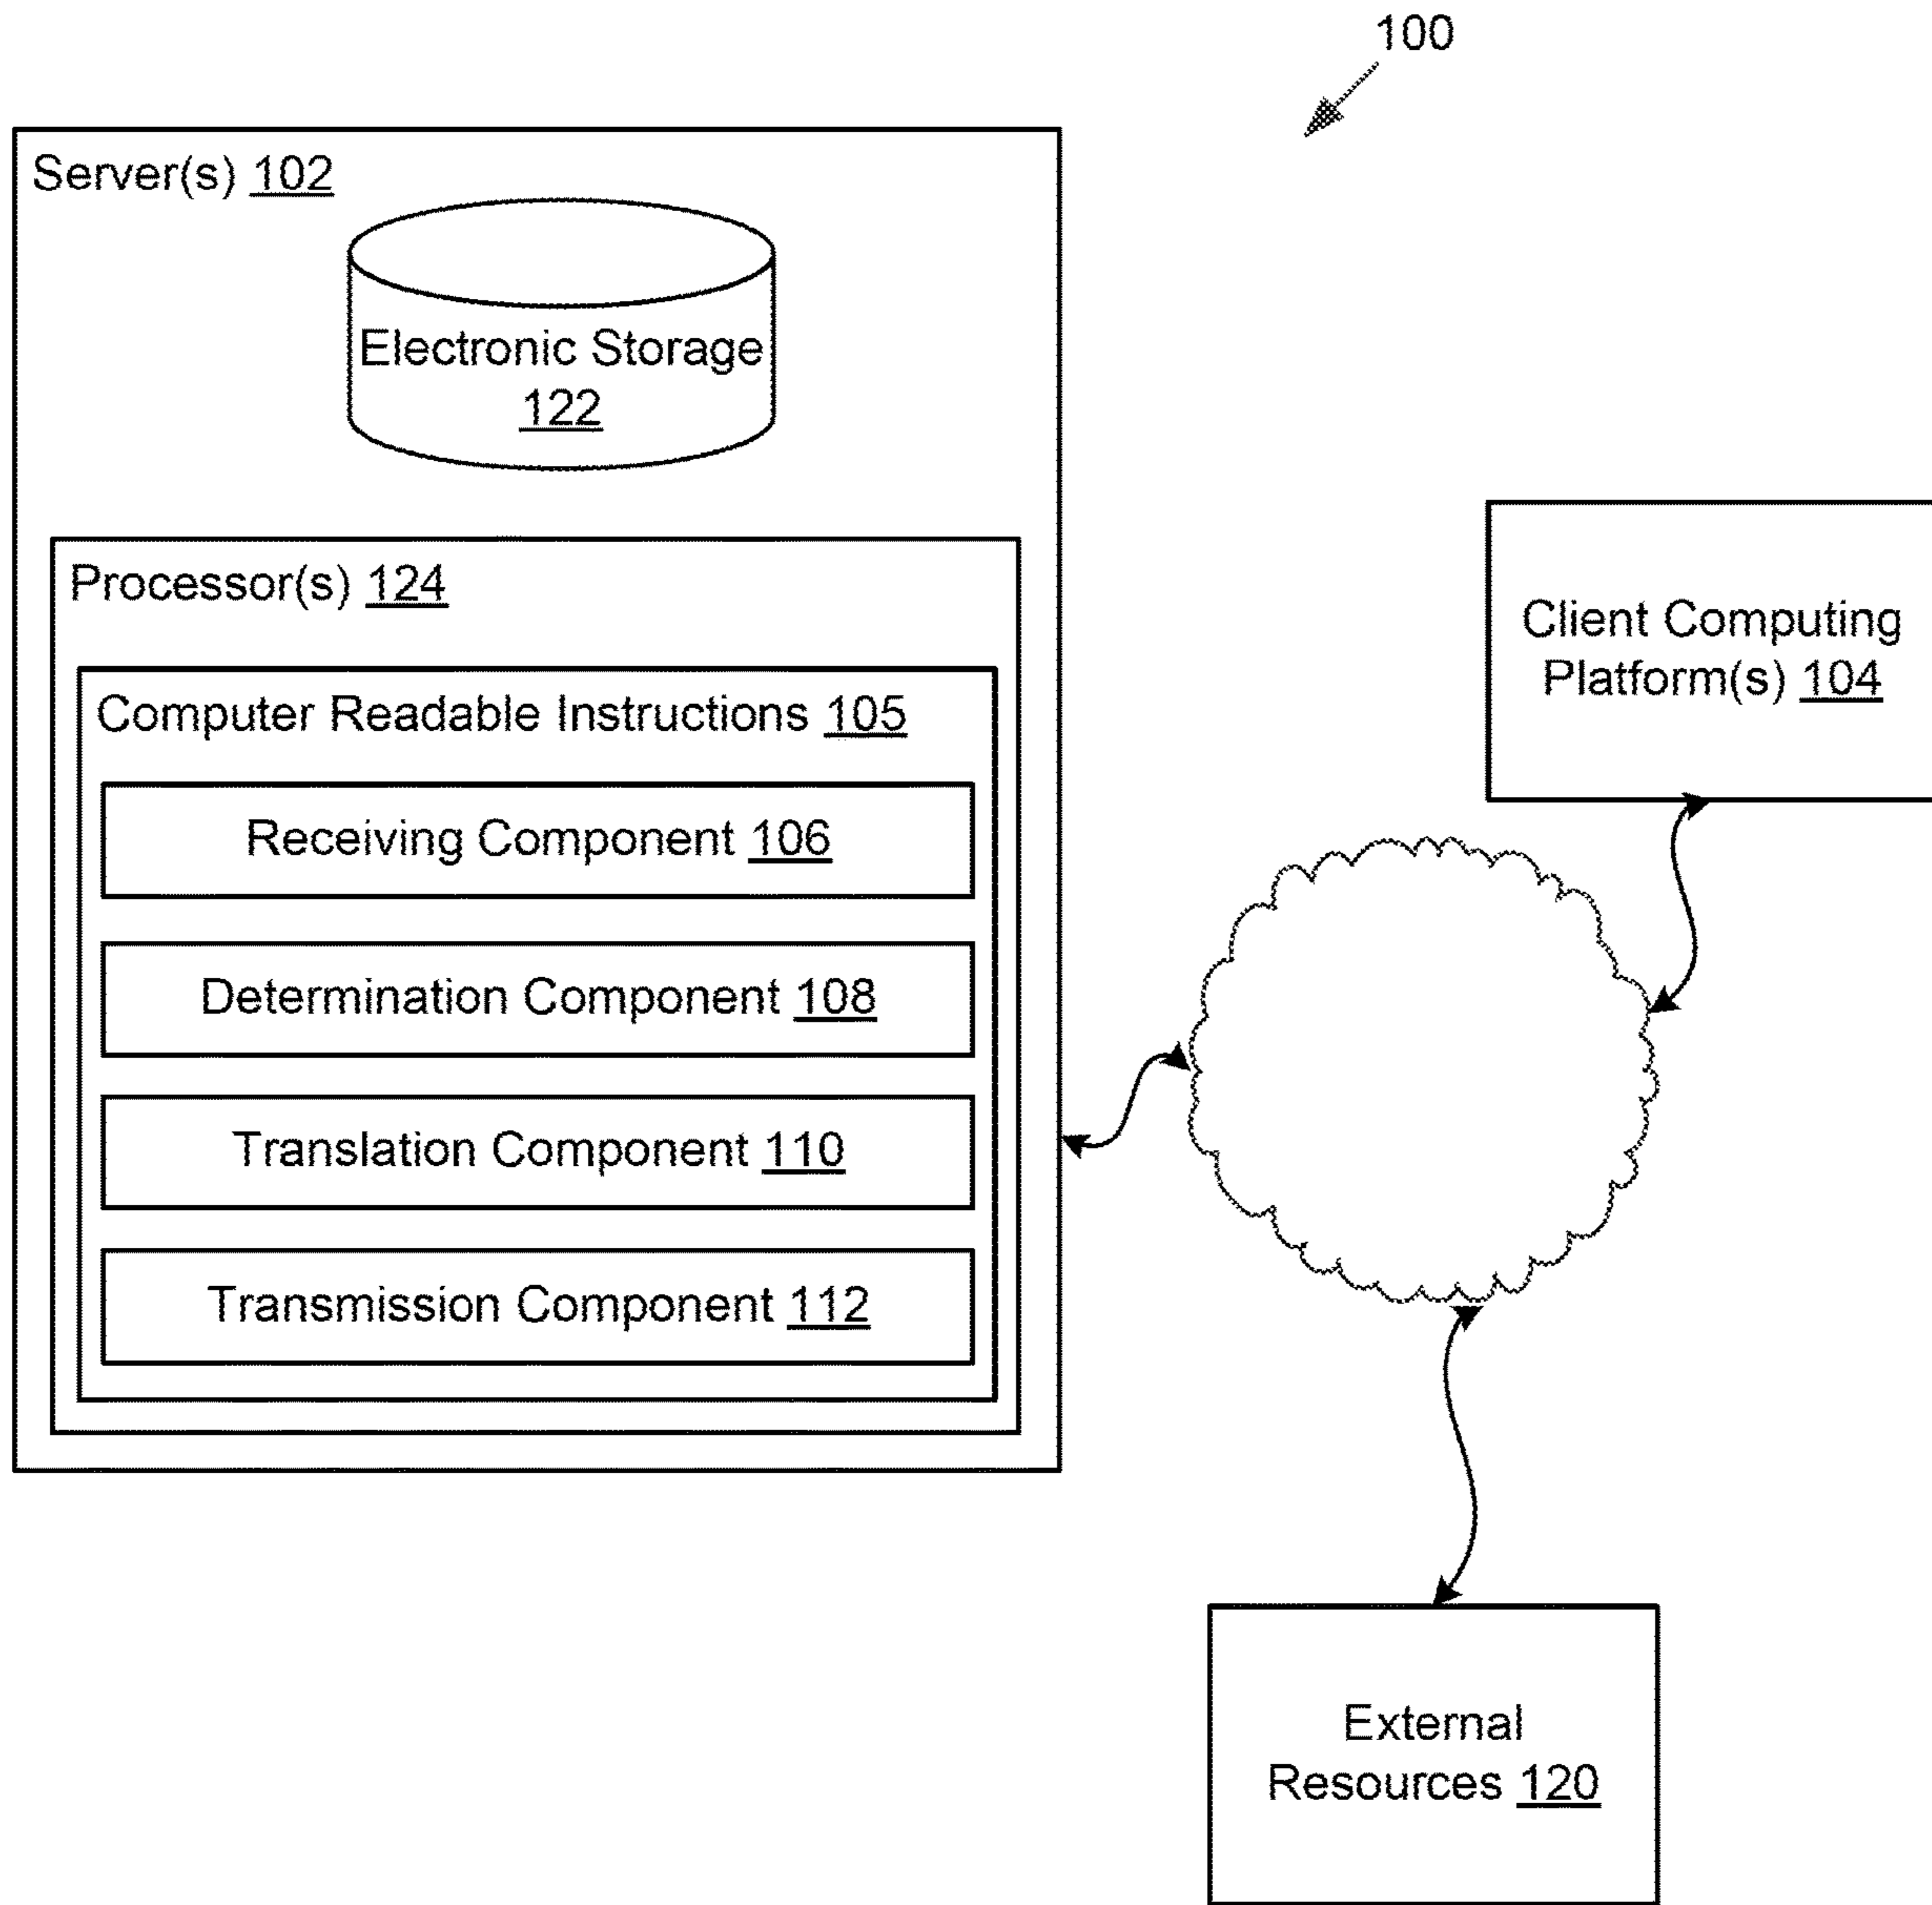 100
Server(s) 102
Electronic Storage
122
Processor(s) 124
Computer Readable Instructions 105
Receiving Component 106
Determination Component 108
Translation Component 110
Transmission Component 112
Client Computing
Platform(s) 104
External
Resources 120